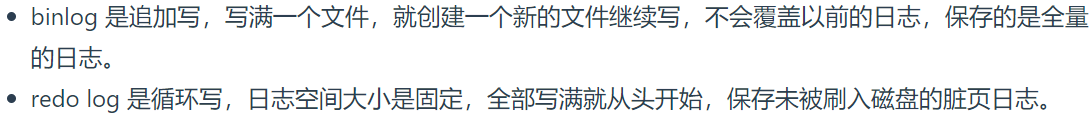 • binlog 是追加写，写满一个文件，就创建一个新的文件继续写，不会覆盖以前的日志，保存的是全量
的日志。
• redo log 是循环写，日志空间大小是固定，全部写满就从头开始，保存未被刷入磁盘的脏页日志。